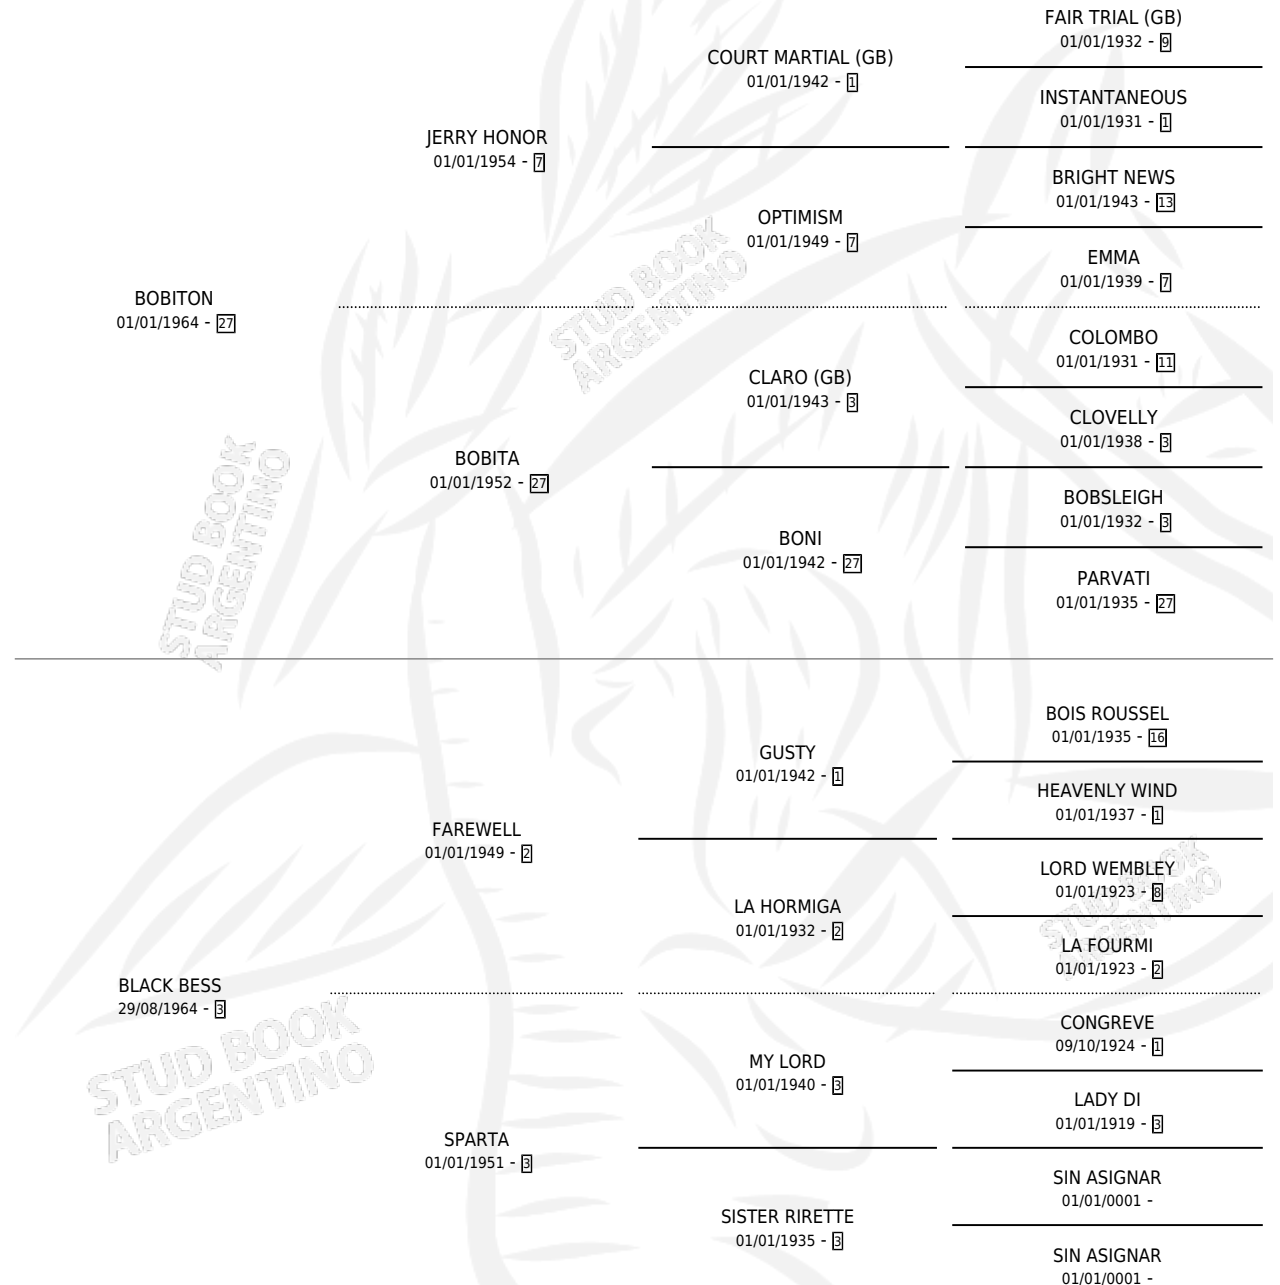 FAIR TRIAL (GB)
01/01/1932 - 9
COURT MARTIAL (GB)
01/01/1942 - 1
INSTANTANEOUS
01/01/1931 - 1
JERRY HONOR
01/01/1954 - 7
BRIGHT NEWS
01/01/1943 - 13
OPTIMISM
01/01/1949 - 7
EMMA
01/01/1939 - 7
BOBITON
01/01/1964 - 27
COLOMBO
01/01/1931 - 11
CLARO (GB)
01/01/1943 - 3
CLOVELLY
01/01/1938 - 3
BOBITA
01/01/1952 - 27
BOBSLEIGH
01/01/1932 - 3
BONI
01/01/1942 - 27
PARVATI
01/01/1935 - 27
BOIS ROUSSEL
01/01/1935 - 16
GUSTY
01/01/1942 - 1
HEAVENLY WIND
01/01/1937 - 1
FAREWELL
01/01/1949 - 2
LORD WEMBLEY
01/01/1923 - 8
LA HORMIGA
01/01/1932 - 2
LA FOURMI
01/01/1923 - 2
BLACK BESS
29/08/1964 - 3
CONGREVE
09/10/1924 - 1
MY LORD
01/01/1940 - 3
LADY DI
01/01/1919 - 3
SPARTA
01/01/1951 - 3
SIN ASIGNAR
01/01/0001 -
SISTER RIRETTE
01/01/1935 - 3
SIN ASIGNAR
01/01/0001 -
STUD BOOK
ARGENTINO
STUD BOOK
ARGENTINO
STUD BOOK
ARGENTINO
STUD BOOK
ARGENTINO